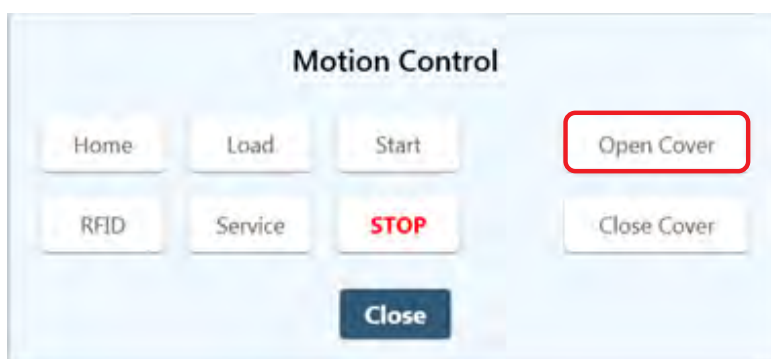 Motion Control
Home Load Start Open Cover
RFID Service STOP Close Cover
Close